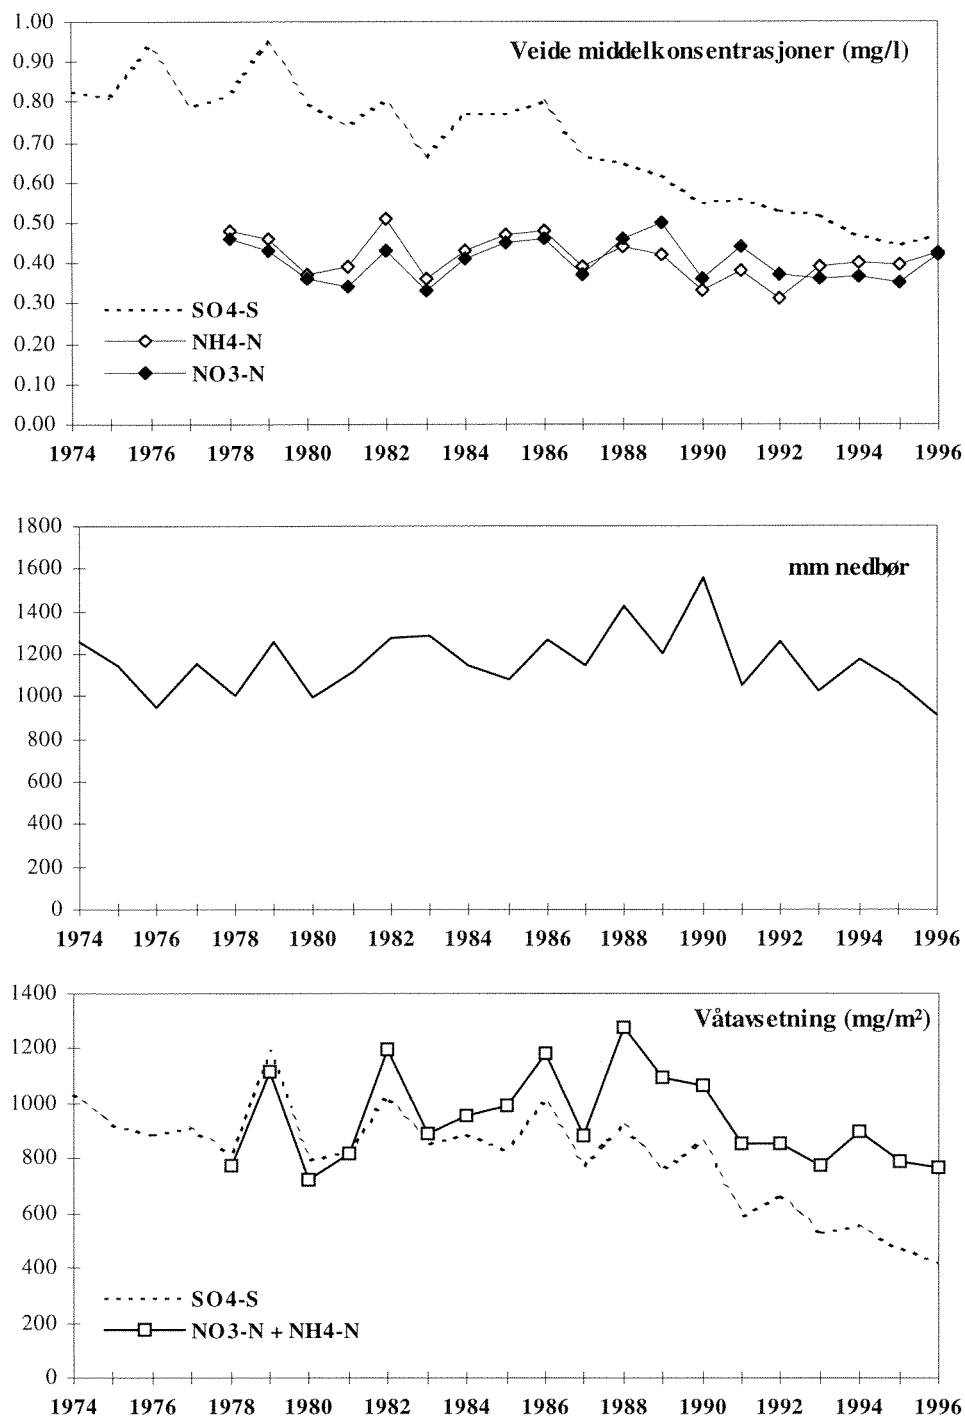 1.00
Veide middelkonsentrasjoner (mg/l)
0.90
0.80
0.70
0.60
0.50
0.40
0.30
SO4-S
0.20
NH4-N
0.10
NO3-N
0.00
1974 1976 1978 1980 1982 1984 1986 1988 1990 1992 1994 1996
1800
mm nedbør
1600
1400
1200
1000
800
600
400
200
0
1974 1976 1978 1980 1982 1984 1986 1988 1990 1992 1994 1996
1400
Våtavsetning (mg/m²)
1200
1000
800
600
400
SO4-S
200
NO3-N + NH4-N
0
1974 1976 1978 1980 1982 1984 1986 1988 1990 1992 1994 1996